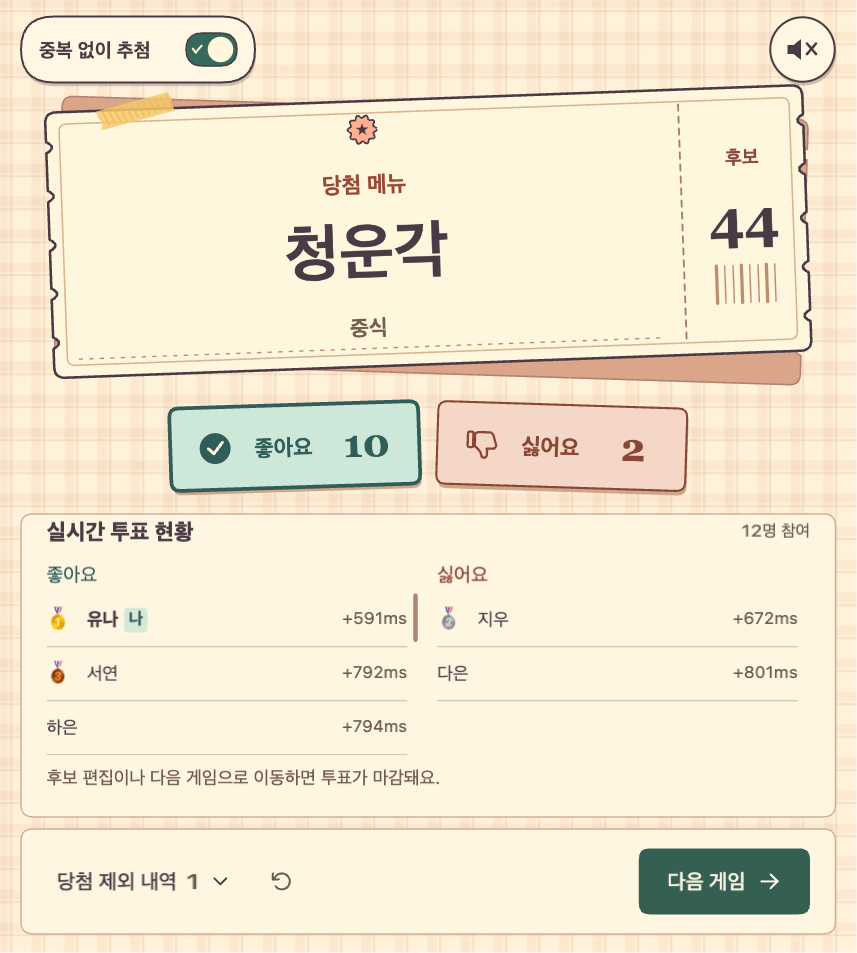 중복 없이 추첨
당첨 메뉴
청운각
중식
후보
44
좋아요 10
싫어요 2
실시간 투표 현황
12명 참여
좋아요
1 유나 나 +591ms
3 서연 +792ms
하은 +794ms
싫어요
2 지우 +672ms
다은 +801ms
후보 편집이나 다음 게임으로 이동하면 투표가 마감돼요.
당첨 제외 내역 1
다음 게임